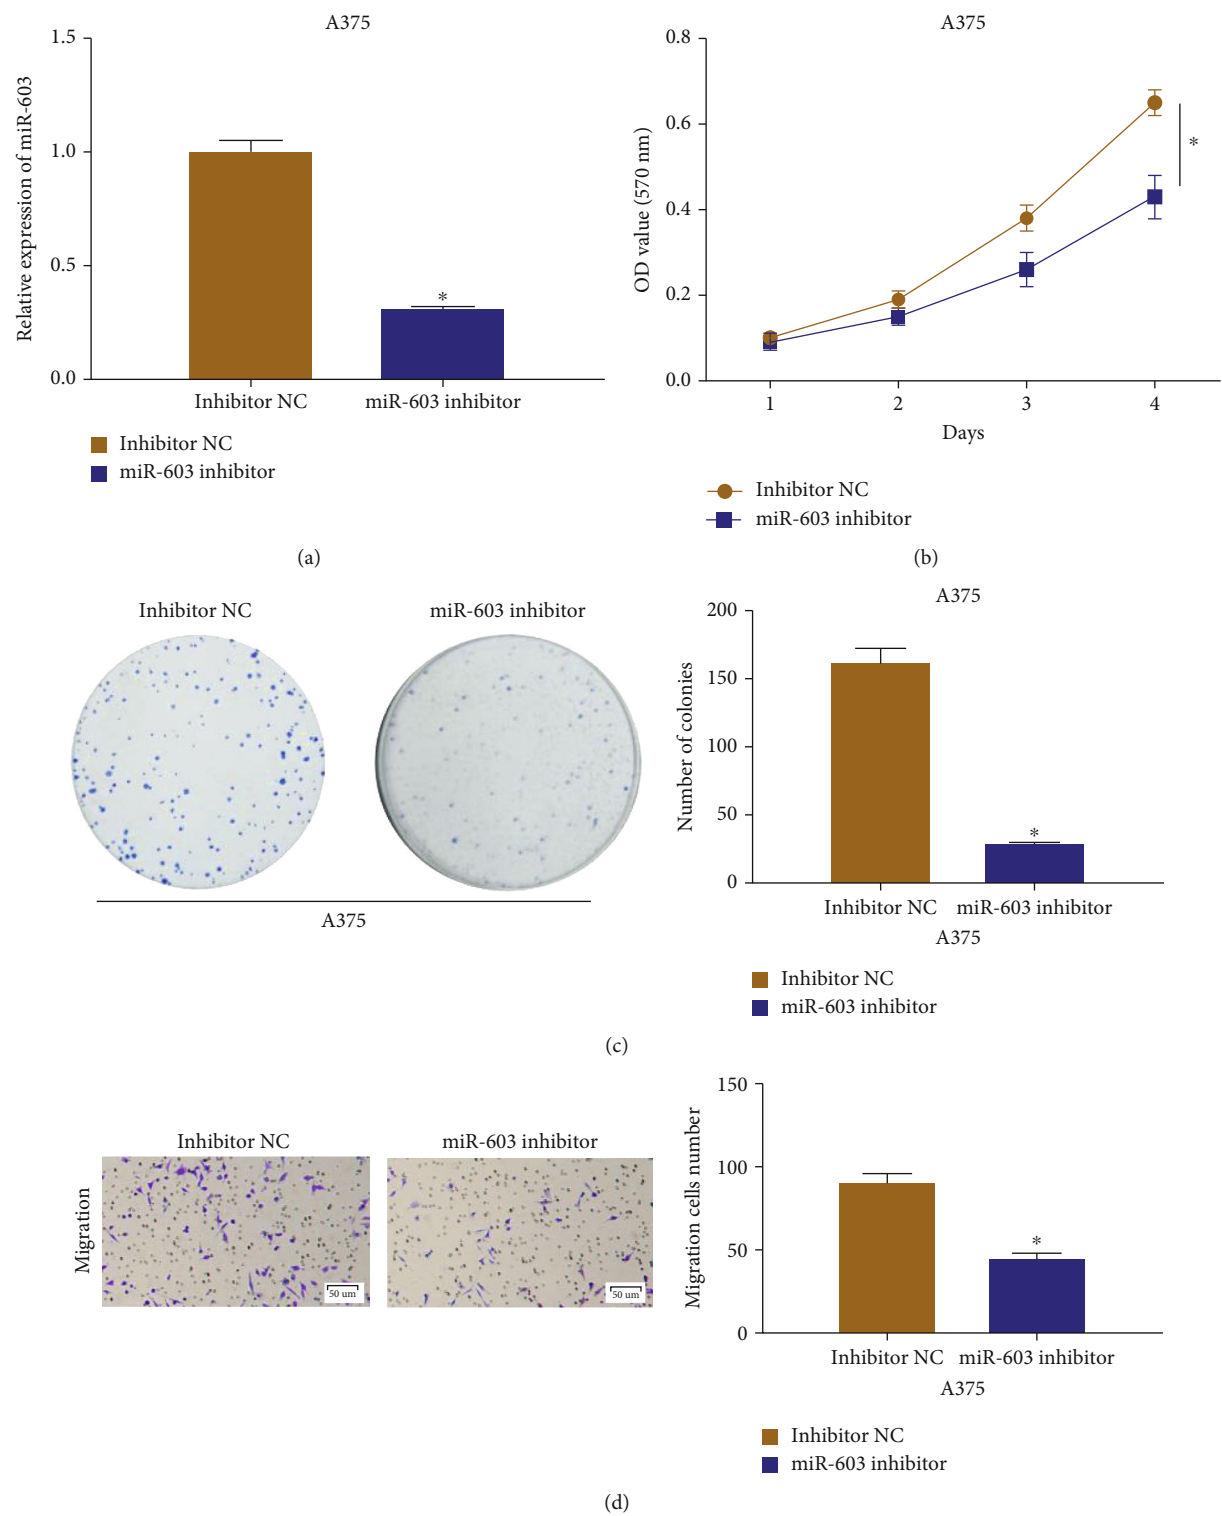 A375
Relative expression of miR-603
1.5
1.0
0.5
0.0
*
Inhibitor NC
miR-603 inhibitor
Inhibitor NC
miR-603 inhibitor
(a)
A375
OD value (570 nm)
0.8
0.6
0.4
0.2
0.0
*
1 2 3 4
Days
Inhibitor NC
miR-603 inhibitor
(b)
Inhibitor NC
miR-603 inhibitor
A375
A375
Number of colonies
200
150
100
50
0
*
Inhibitor NC
miR-603 inhibitor
A375
Inhibitor NC
miR-603 inhibitor
(c)
Migration
Inhibitor NC
miR-603 inhibitor
50 um
50 um
Migration cells number
150
100
50
0
*
Inhibitor NC
miR-603 inhibitor
A375
Inhibitor NC
miR-603 inhibitor
(d)